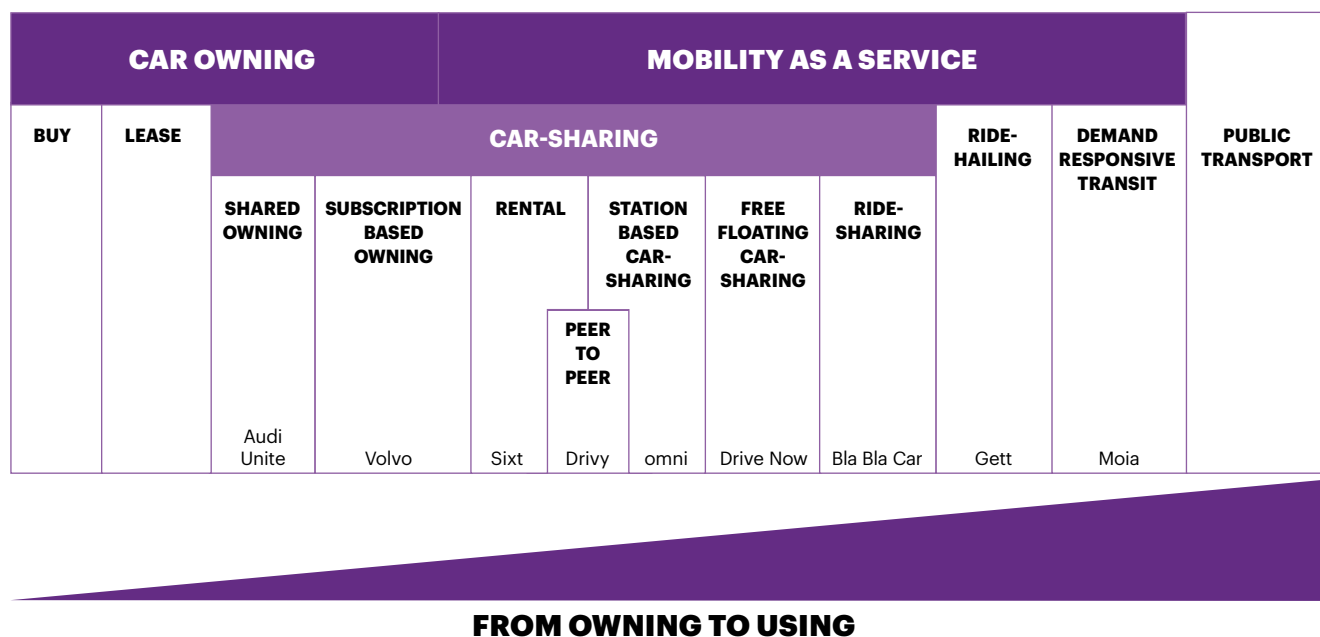 CAR OWNING
MOBILITY AS A SERVICE
BUY
LEASE
CAR-SHARING
RIDE-
HAILING
DEMAND
RESPONSIVE
TRANSIT
PUBLIC
TRANSPORT
SHARED
OWNING
SUBSCRIPTION
BASED
OWNING
RENTAL
STATION
BASED
CAR-
SHARING
FREE
FLOATING
CAR-
SHARING
RIDE-
SHARING
PEER
TO
PEER
Audi
Unite
Volvo
Sixt
Drivy
omni
Drive Now
Bla Bla Car
Gett
Moia
FROM OWNING TO USING